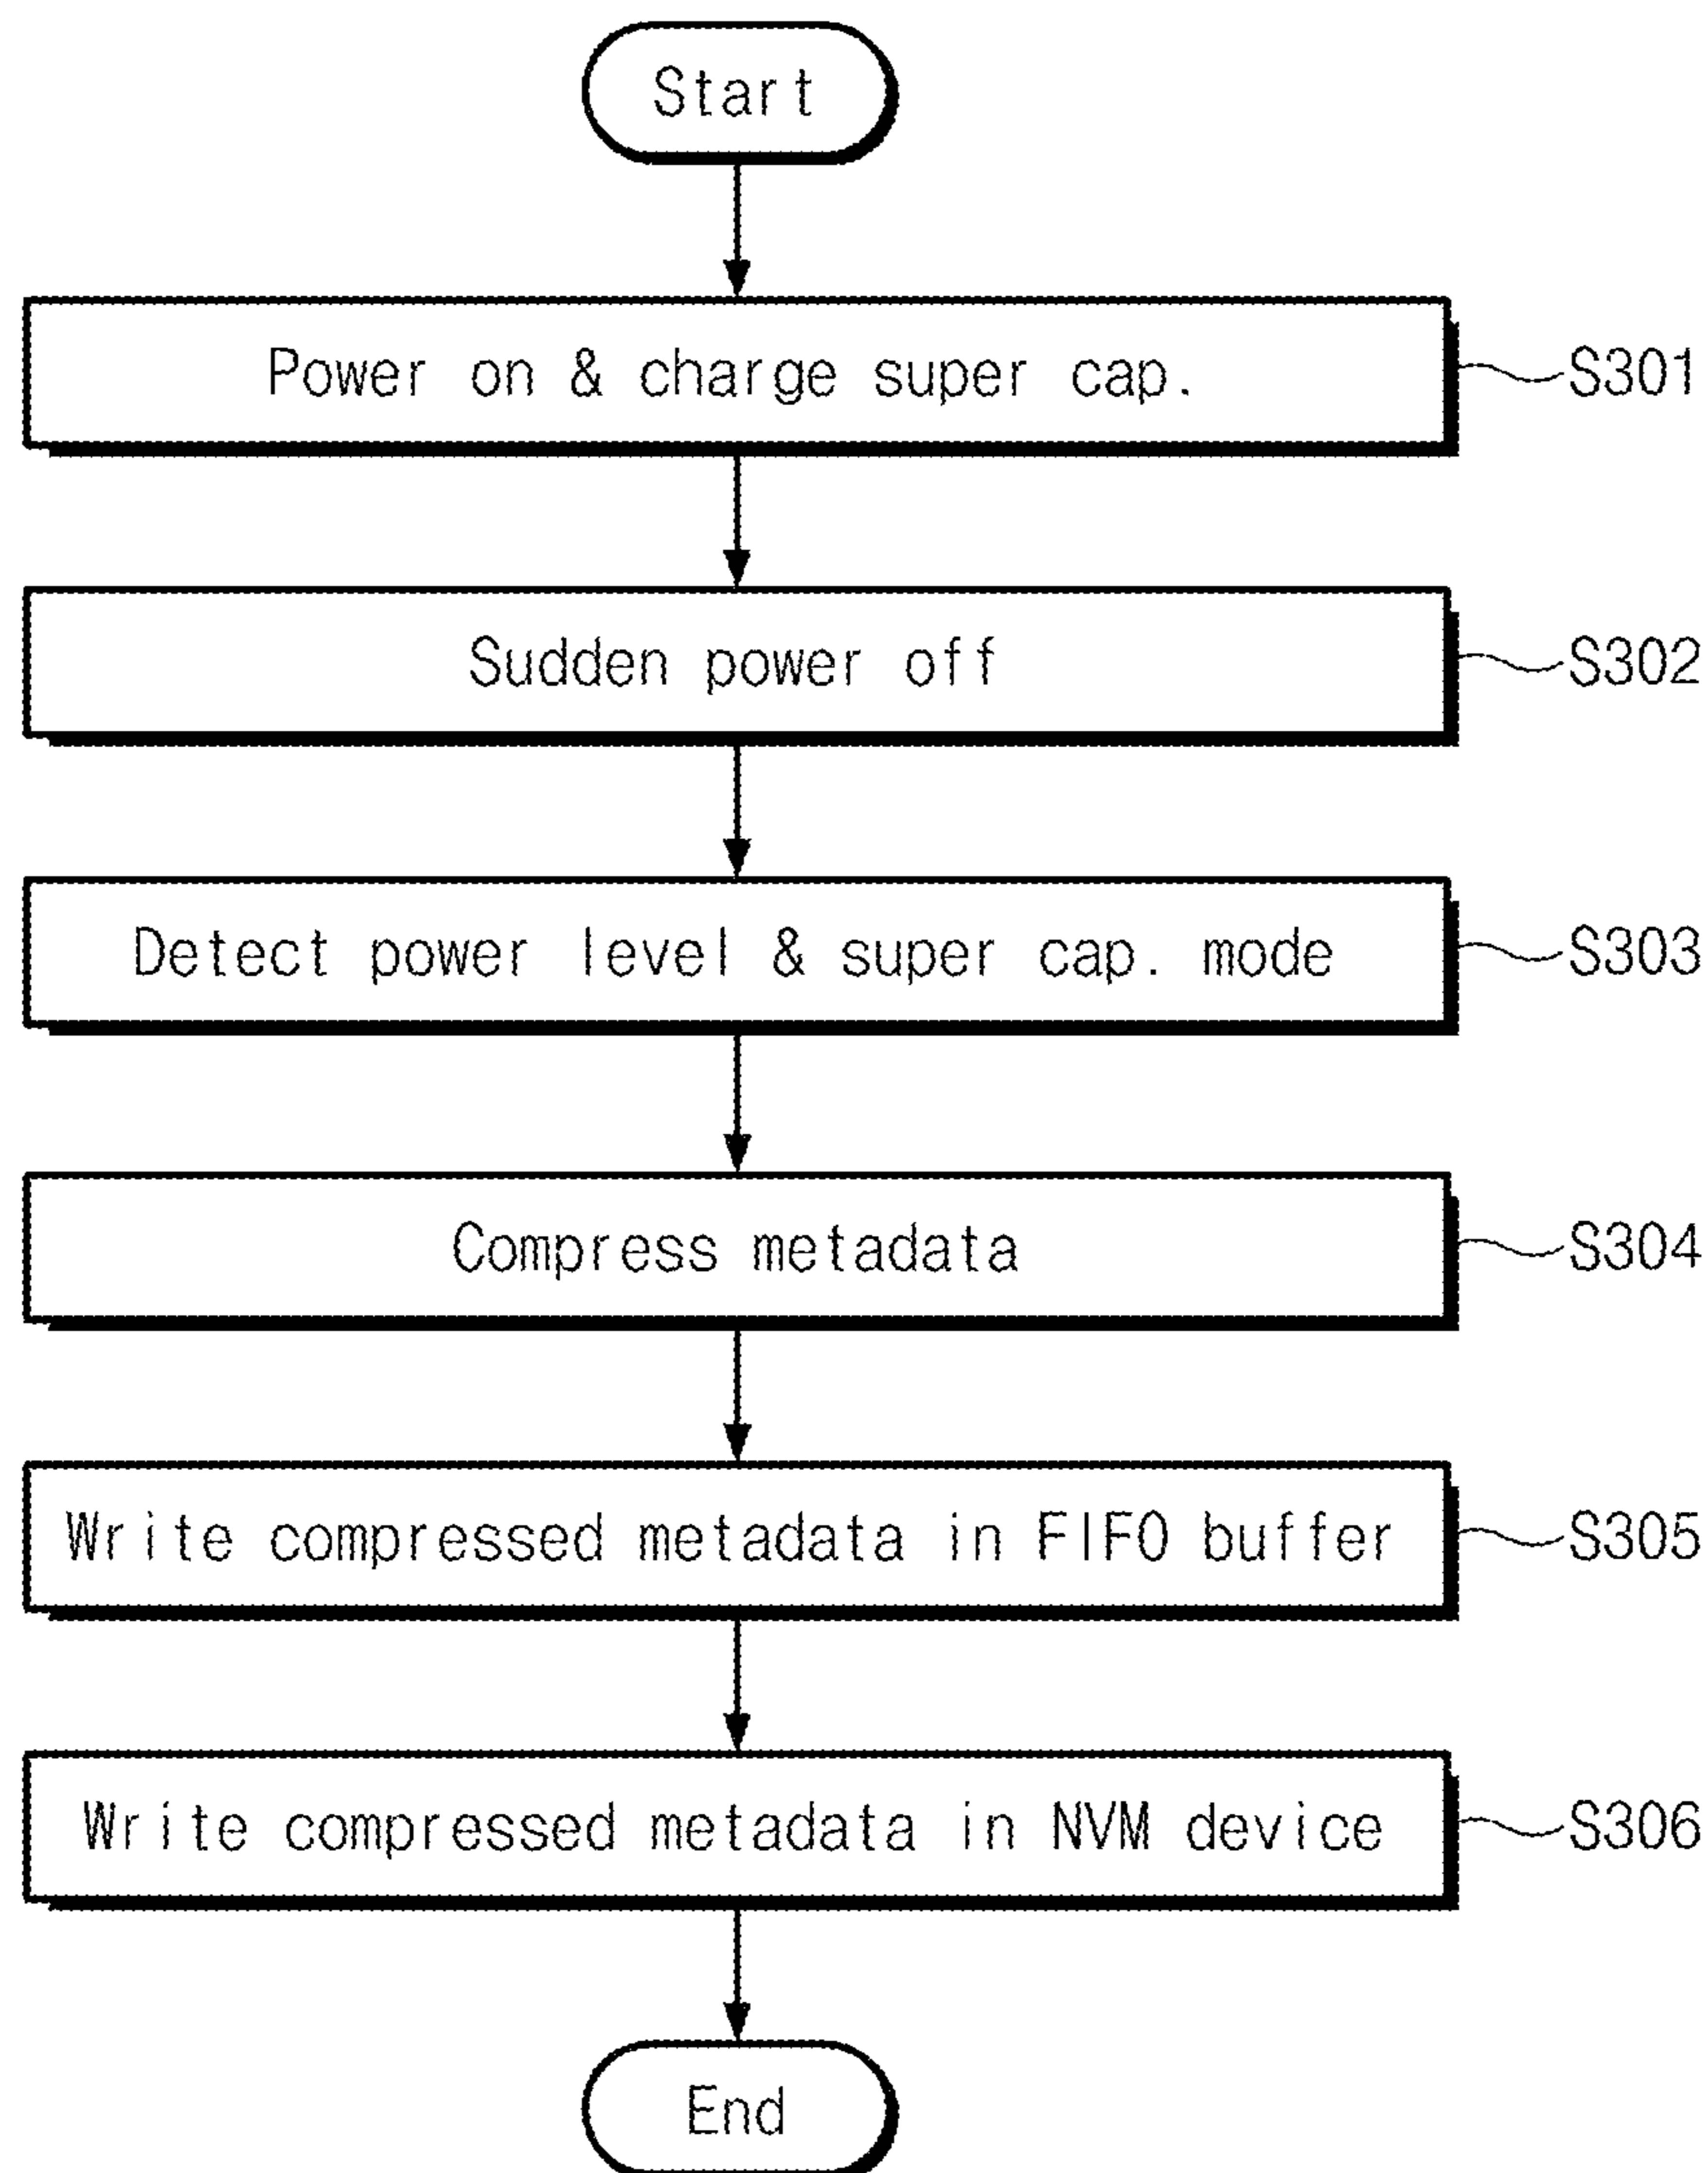 Start
Power on & charge super cap.
S301
Sudden power off
S302
Detect power level & super cap. mode
S303
Compress metadata
S304
Write compressed metadata in FIFO buffer
S305
Write compressed metadata in NVM device
S306
End